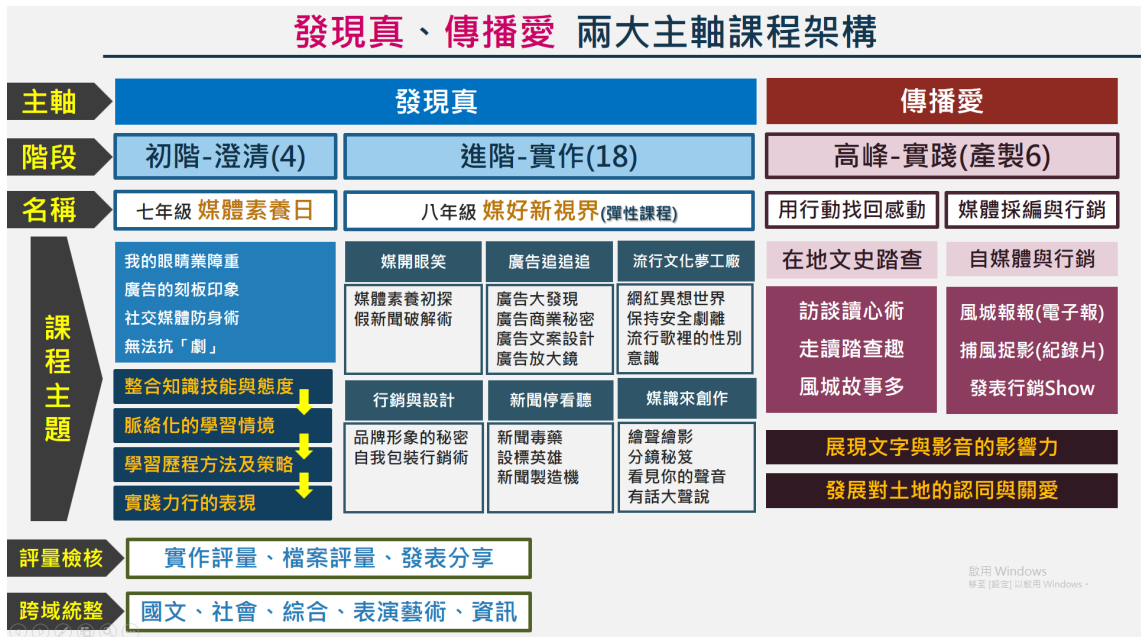 發現真、傳播愛 兩大主軸課程架構
主軸
發現真
傳播愛
階段
初階-澄清(4)
進階-實作(18)
高峰-實踐(產製6)
名稱
七年級 媒體素養日
八年級 媒好新視界(彈性課程)
用行動找回感動
媒體採編與行銷
課程主題
我的眼睛業障重
廣告的刻板印象
社交媒體防身術
無法抗「劇」
整合知識技能與態度
脈絡化的學習情境
學習歷程方法及策略
實踐力行的表現
媒開眼笑
媒體素養初探
假新聞破解術
廣告追追追
廣告大發現
廣告商業秘密
廣告文案設計
廣告放大鏡
流行文化夢工廠
網紅異想世界
保持安全劇離
流行歌裡的性別
意識
行銷與設計
品牌形象的秘密
自我包裝行銷術
新聞停看聽
新聞毒藥
設標英雄
新聞製造機
媒識來創作
繪聲繪影
分鏡秘笈
看見你的聲音
有話大聲說
在地文史踏查
訪談讀心術
走讀踏查趣
風城故事多
自媒體與行銷
風城報報(電子報)
捕風捉影(紀錄片)
發表行銷Show
展現文字與影音的影響力
發展對土地的認同與關愛
評量檢核
實作評量、檔案評量、發表分享
跨域統整
國文、社會、綜合、表演藝術、資訊
啟用 Windows
移至 [設定] 以啟用 Windows。